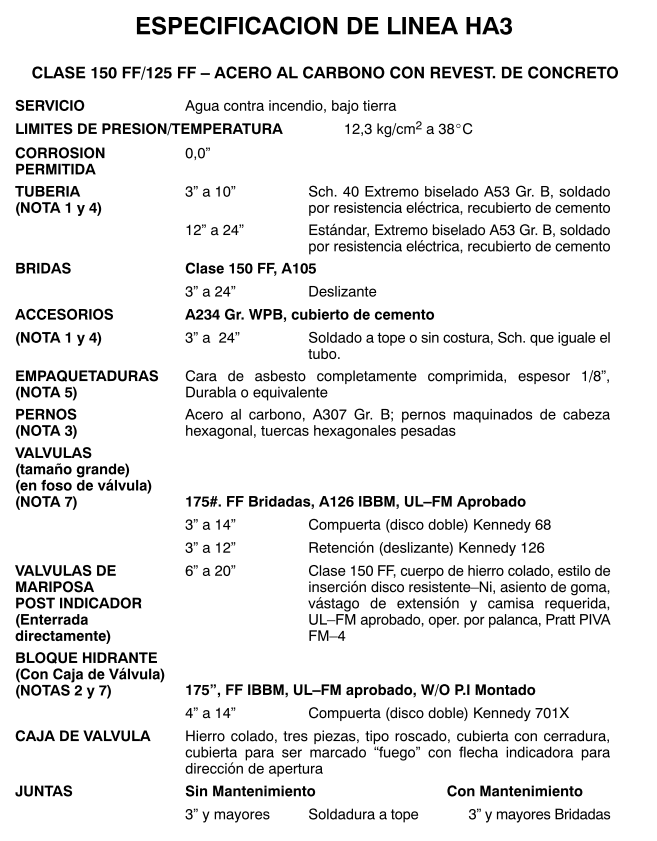 ESPECIFICACION DE LINEA HA3
CLASE 150 FF/125 FF – ACERO AL CARBONO CON REVEST. DE CONCRETO
SERVICIO Agua contra incendio, bajo tierra
LIMITES DE PRESION/TEMPERATURA 12,3 kg/cm2 a 38°C
CORROSION 0,0”
PERMITIDA
TUBERIA 3” a 10” Sch. 40 Extremo biselado A53 Gr. B, soldado
(NOTA 1 y 4) por resistencia eléctrica, recubierto de cemento
12” a 24” Estándar, Extremo biselado A53 Gr. B, soldado
por resistencia eléctrica, recubierto de cemento
BRIDAS Clase 150 FF, A105
3” a 24” Deslizante
ACCESORIOS A234 Gr. WPB, cubierto de cemento
(NOTA 1 y 4) 3” a 24” Soldado a tope o sin costura, Sch. que iguale el
tubo.
EMPAQUETADURAS Cara de asbesto completamente comprimida, espesor 1/8”,
(NOTA 5) Durabla o equivalente
PERNOS Acero al carbono, A307 Gr. B; pernos maquinados de cabeza
(NOTA 3) hexagonal, tuercas hexagonales pesadas
VALVULAS
(tamaño grande)
(en foso de válvula)
(NOTA 7) 175#. FF Bridadas, A126 IBBM, UL–FM Aprobado
3” a 14” Compuerta (disco doble) Kennedy 68
3” a 12” Retención (deslizante) Kennedy 126
VALVULAS DE 6” a 20” Clase 150 FF, cuerpo de hierro colado, estilo de
MARIPOSA inserción disco resistente–Ni, asiento de goma,
POST INDICADOR vástago de extensión y camisa requerida,
(Enterrada UL–FM aprobado, oper. por palanca, Pratt PIVA
directamente) FM–4
BLOQUE HIDRANTE
(Con Caja de Válvula)
(NOTAS 2 y 7) 175”, FF IBBM, UL–FM aprobado, W/O P.I Montado
4” a 14” Compuerta (disco doble) Kennedy 701X
CAJA DE VALVULA Hierro colado, tres piezas, tipo roscado, cubierta con cerradura,
cubierta para ser marcado “fuego” con flecha indicadora para
dirección de apertura
JUNTAS Sin Mantenimiento Con Mantenimiento
3” y mayores Soldadura a tope 3” y mayores Bridadas